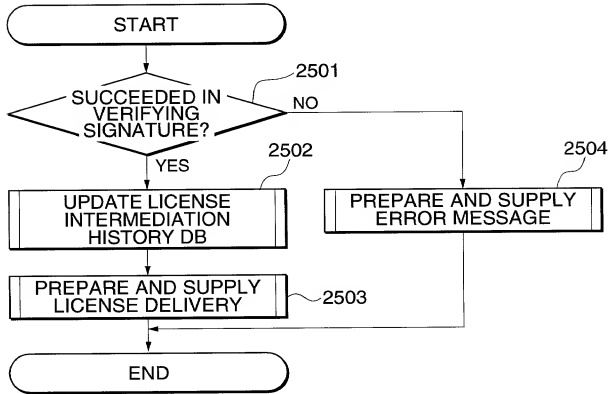 START
2501
SUCCEEDED IN
VERIFYING
SIGNATURE?
NO
YES
2502
2504
UPDATE LICENSE
INTERMEDIATION
HISTORY DB
PREPARE AND SUPPLY
ERROR MESSAGE
PREPARE AND SUPPLY
LICENSE DELIVERY
2503
END